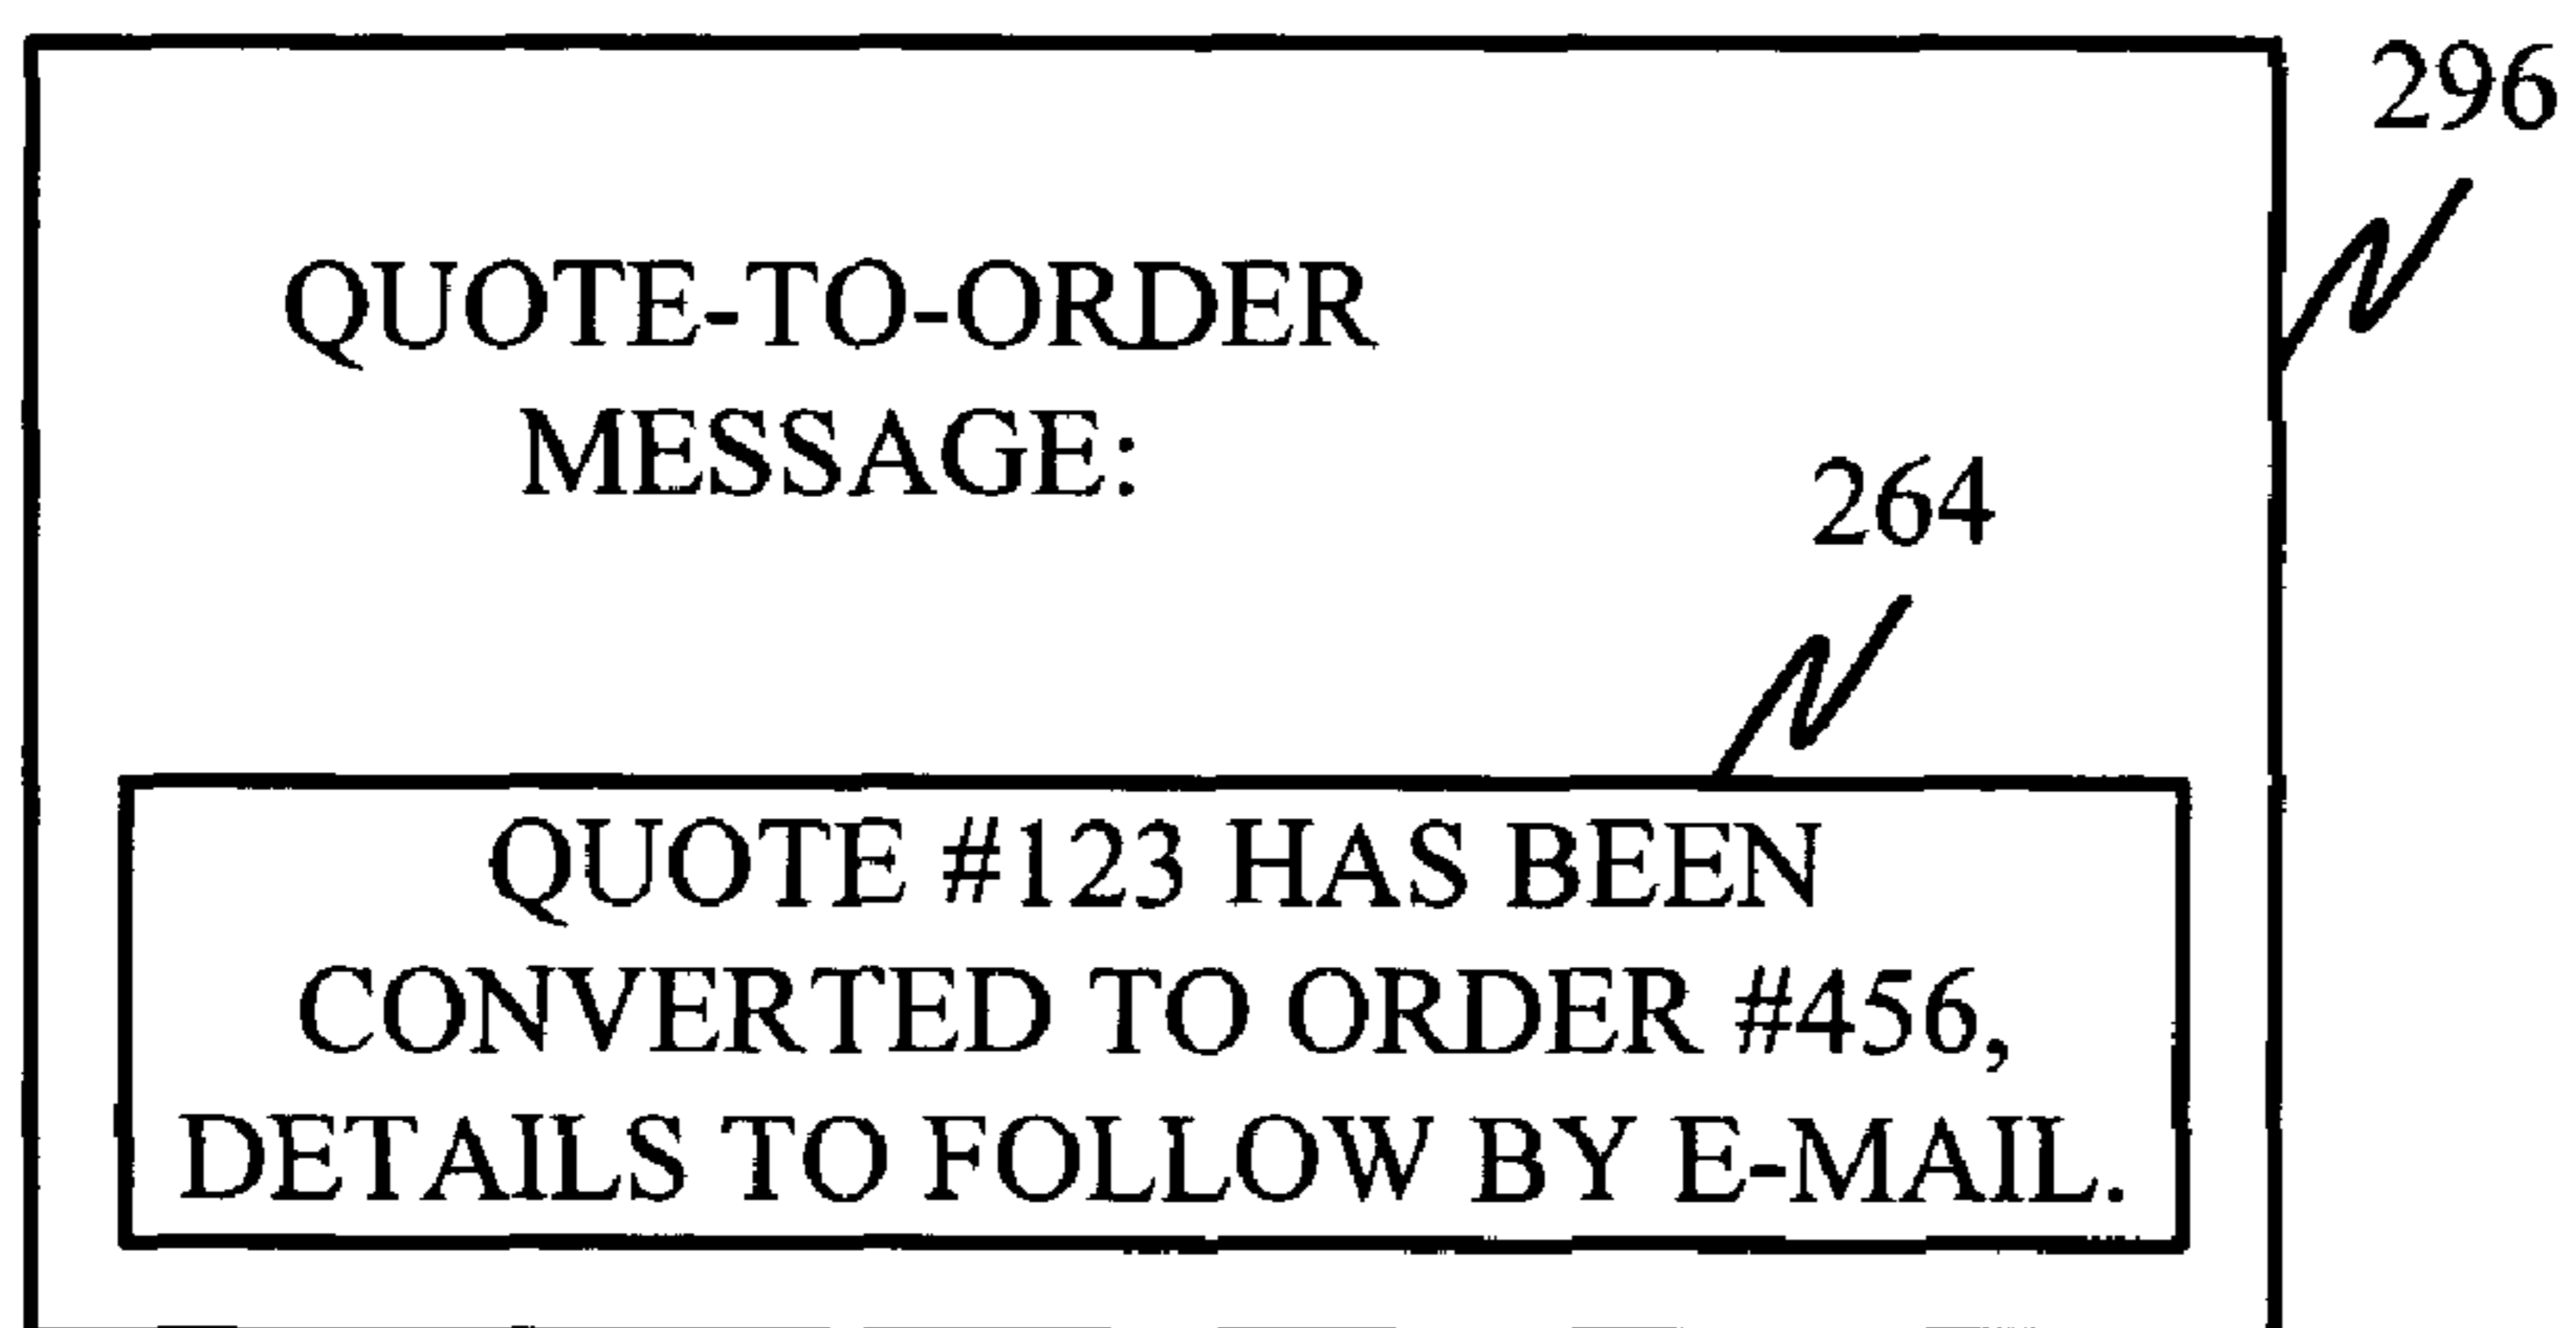 296
QUOTE-TO-ORDER
MESSAGE:
264
QUOTE #123 HAS BEEN
CONVERTED TO ORDER #456,
DETAILS TO FOLLOW BY E-MAIL.